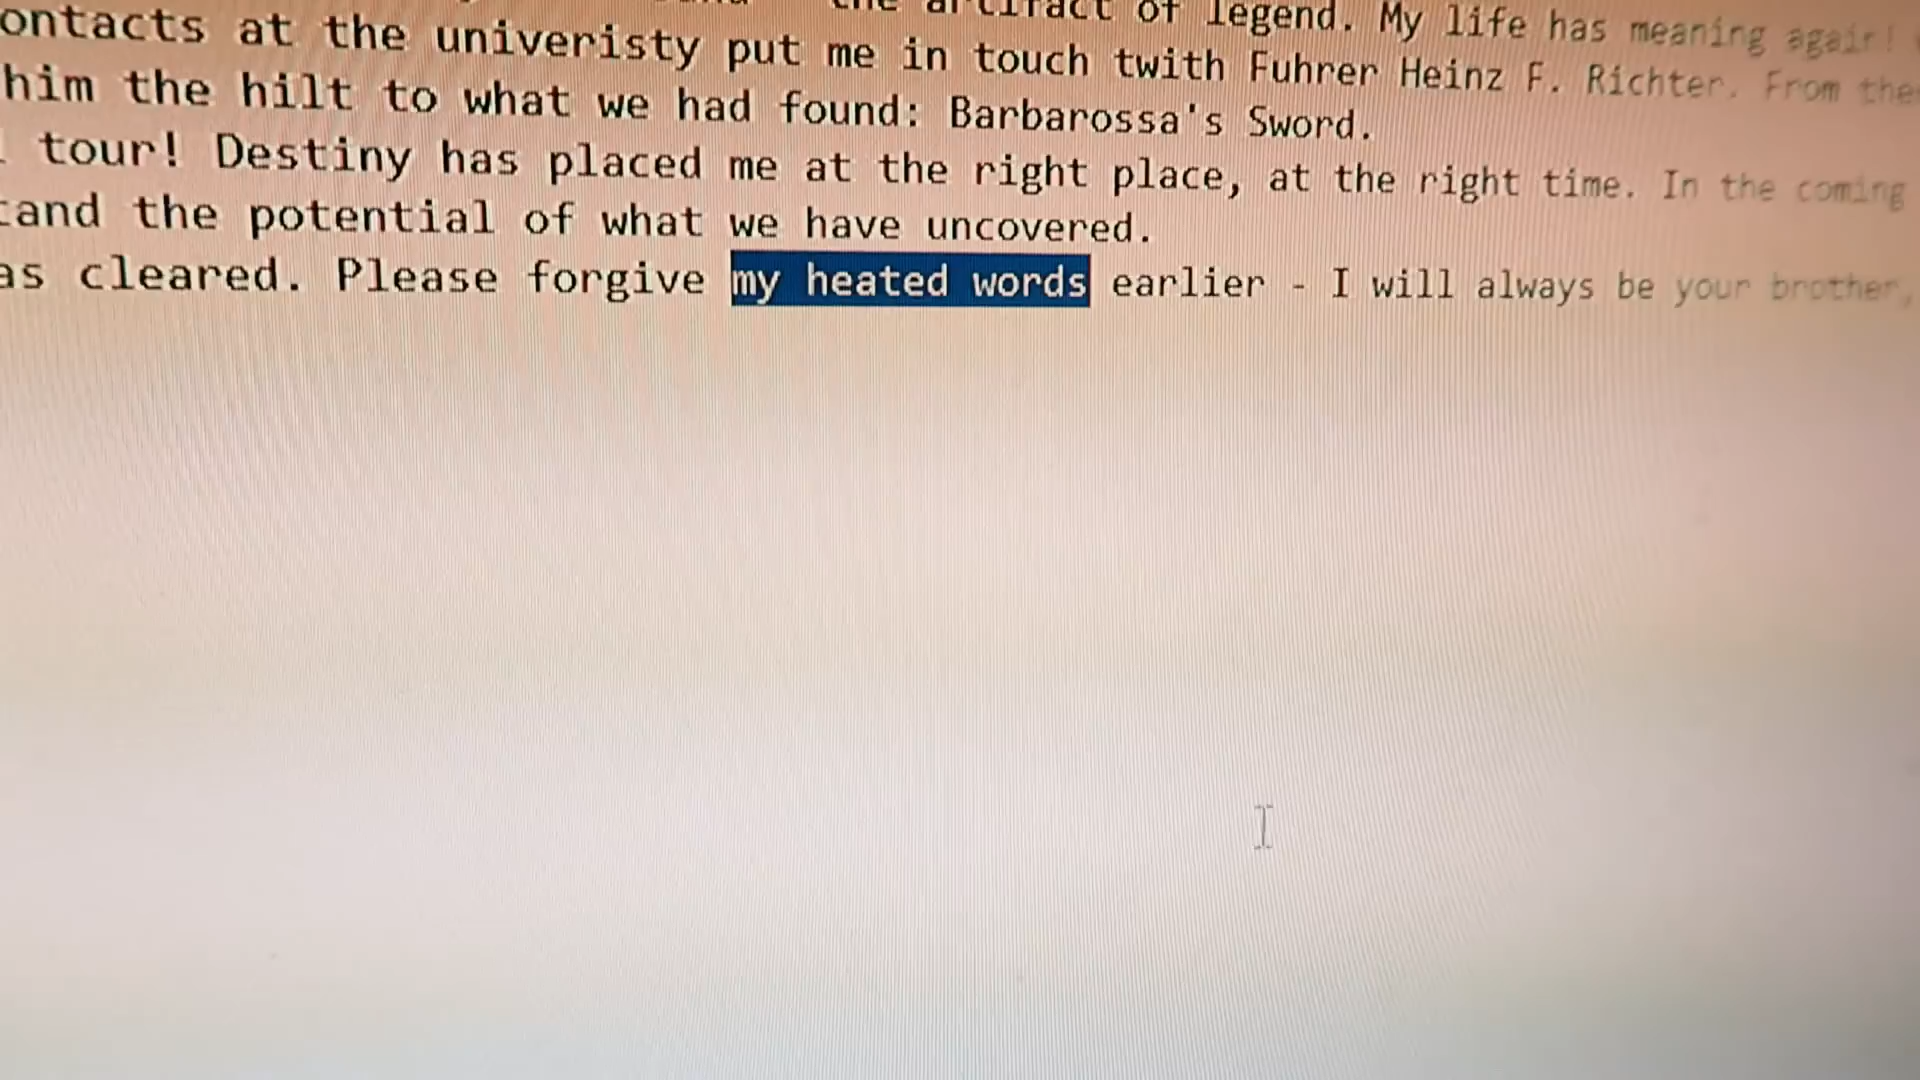 the artifact of legend. My life has meaning again!
ontacts at the univeristy put me in touch twith Fuhrer Heinz F. Richter. From the
him the hilt to what we had found: Barbarossa's Sword.
tour! Destiny has placed me at the right place, at the right time. In the coming
tand the potential of what we have uncovered.
as cleared. Please forgive my heated words earlier - I will always be your brother,